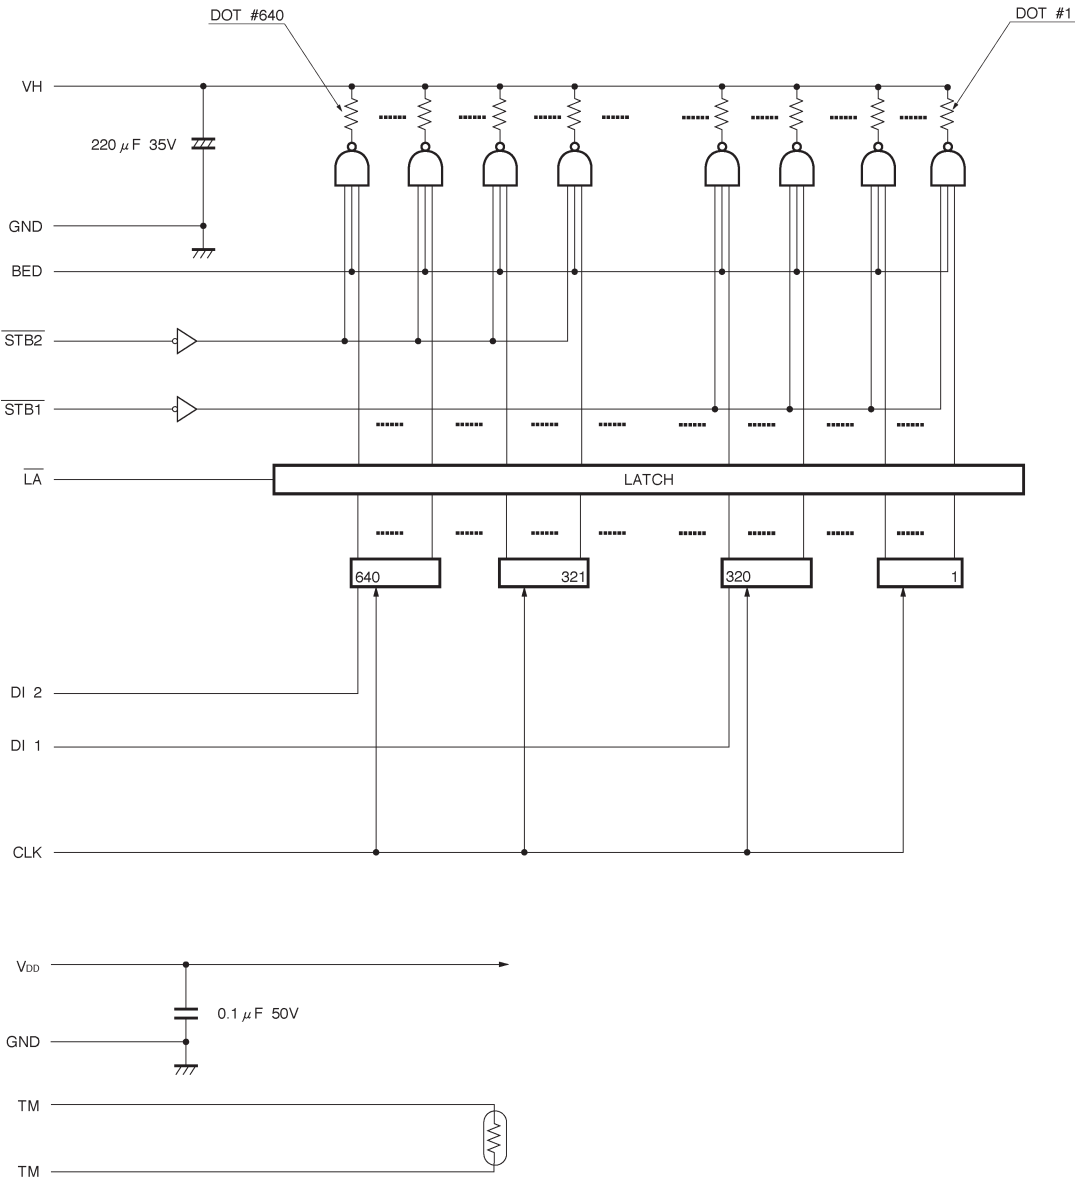 DOT #640
DOT #1
VH
220 μF 35V
GND
BED
STB2
STB1
LA
LATCH
640
321
320
1
DI 2
DI 1
CLK
VDD
0.1 μF 50V
GND
TM
TM